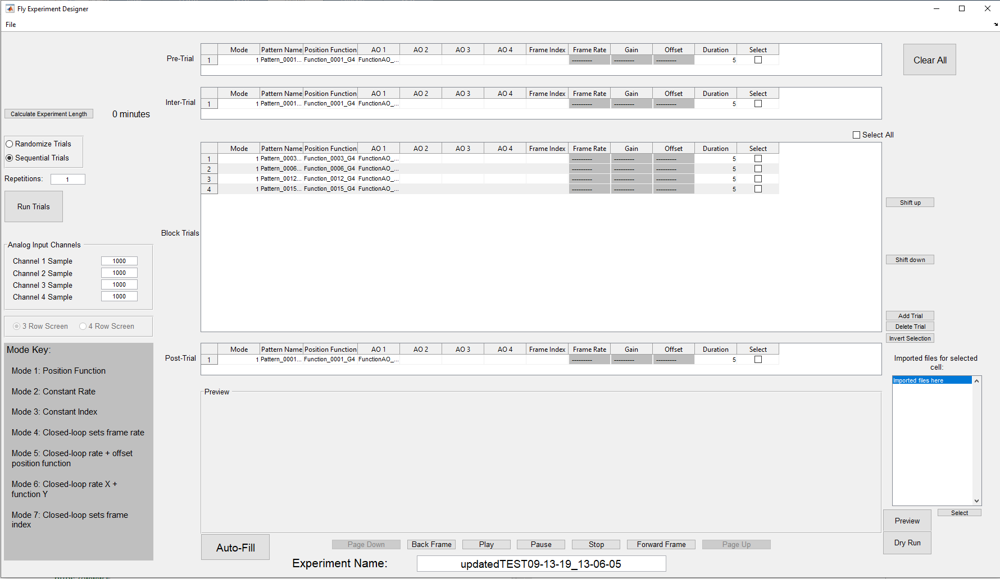 Fly Experiment Designer
File
Pre-Trial
Mode Pattern Name Position Function AO 1 AO 2 AO 3 AO 4 Frame Index Frame Rate Gain Offset Duration Select
1 1 Pattern_0001... Function_0001_G4 FunctionAO_... --------- --------- --------- 5
Clear All
Inter-Trial
Mode Pattern Name Position Function AO 1 AO 2 AO 3 AO 4 Frame Index Frame Rate Gain Offset Duration Select
1 1 Pattern_0001... Function_0001_G4 FunctionAO_... --------- --------- --------- 5
Calculate Experiment Length 0 minutes
Select All
Randomize Trials
Sequential Trials
Repetitions: 1
Run Trials
Block Trials
Mode Pattern Name Position Function AO 1 AO 2 AO 3 AO 4 Frame Index Frame Rate Gain Offset Duration Select
1 1 Pattern_0003... Function_0003_G4 FunctionAO_... --------- --------- --------- 5
2 1 Pattern_0006... Function_0006_G4 FunctionAO_... --------- --------- --------- 5
3 1 Pattern_0012... Function_0012_G4 FunctionAO_... --------- --------- --------- 5
4 1 Pattern_0015... Function_0015_G4 FunctionAO_... --------- --------- --------- 5
Shift up
Shift down
Add Trial
Delete Trial
Invert Selection
Analog Input Channels
Channel 1 Sample 1000
Channel 2 Sample 1000
Channel 3 Sample 1000
Channel 4 Sample 1000
3 Row Screen 4 Row Screen
Mode Key:
Mode 1: Position Function
Mode 2: Constant Rate
Mode 3: Constant Index
Mode 4: Closed-loop sets frame rate
Mode 5: Closed-loop rate + offset
position function
Mode 6: Closed-loop rate X +
function Y
Mode 7: Closed-loop sets frame
index
Post-Trial
Mode Pattern Name Position Function AO 1 AO 2 AO 3 AO 4 Frame Index Frame Rate Gain Offset Duration Select
1 1 Pattern_0001... Function_0001_G4 FunctionAO_... --------- --------- --------- 5
Imported files for selected
cell:
Imported files here
Select
Preview
Preview
Dry Run
Auto-Fill
Page Down Back Frame Play Pause Stop Forward Frame Page Up
Experiment Name: updatedTEST09-13-19_13-06-05